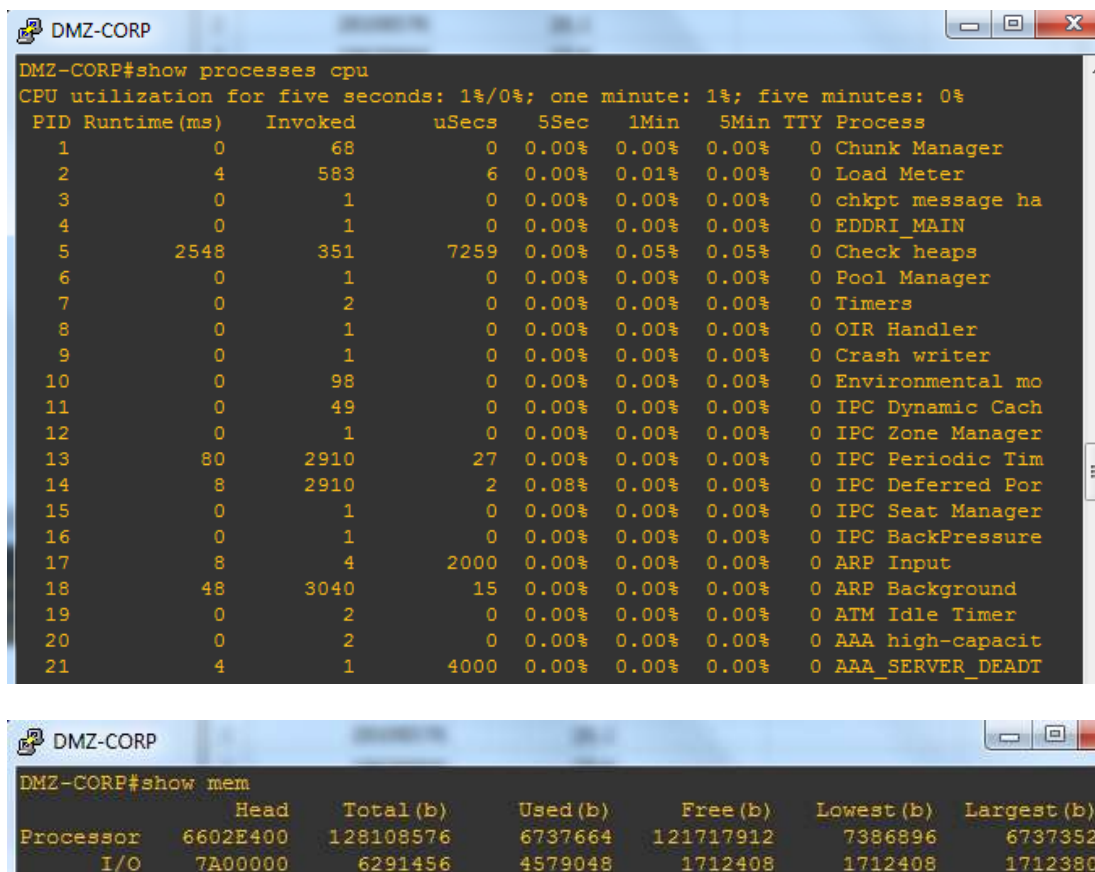 DMZ-CORP
DMZ-CORP#show processes cpu
CPU utilization for five seconds: 1%/0%; one minute: 1%; five minutes: 0%
PID Runtime(ms) Invoked uSecs 5Sec 1Min 5Min TTY Process
1 0 68 0 0.00% 0.00% 0.00% 0 Chunk Manager
2 4 583 6 0.00% 0.01% 0.00% 0 Load Meter
3 0 1 0 0.00% 0.00% 0.00% 0 chkpt message ha
4 0 1 0 0.00% 0.00% 0.00% 0 EDDRI_MAIN
5 2548 351 7259 0.00% 0.05% 0.05% 0 Check heaps
6 0 1 0 0.00% 0.00% 0.00% 0 Pool Manager
7 0 2 0 0.00% 0.00% 0.00% 0 Timers
8 0 1 0 0.00% 0.00% 0.00% 0 OIR Handler
9 0 1 0 0.00% 0.00% 0.00% 0 Crash writer
10 0 98 0 0.00% 0.00% 0.00% 0 Environmental mo
11 0 49 0 0.00% 0.00% 0.00% 0 IPC Dynamic Cach
12 0 1 0 0.00% 0.00% 0.00% 0 IPC Zone Manager
13 80 2910 27 0.00% 0.00% 0.00% 0 IPC Periodic Tim
14 8 2910 2 0.08% 0.00% 0.00% 0 IPC Deferred Por
15 0 1 0 0.00% 0.00% 0.00% 0 IPC Seat Manager
16 0 1 0 0.00% 0.00% 0.00% 0 IPC BackPressure
17 8 4 2000 0.00% 0.00% 0.00% 0 ARP Input
18 48 3040 15 0.00% 0.00% 0.00% 0 ARP Background
19 0 2 0 0.00% 0.00% 0.00% 0 ATM Idle Timer
20 0 2 0 0.00% 0.00% 0.00% 0 AAA high-capacit
21 4 1 4000 0.00% 0.00% 0.00% 0 AAA_SERVER_DEADT
DMZ-CORP
DMZ-CORP#show mem
Head Total(b) Used(b) Free(b) Lowest(b) Largest(b)
Processor 6602E400 128108576 6737664 121717912 7386896 6737352
I/O 7A00000 6291456 4579048 1712408 1712408 1712380